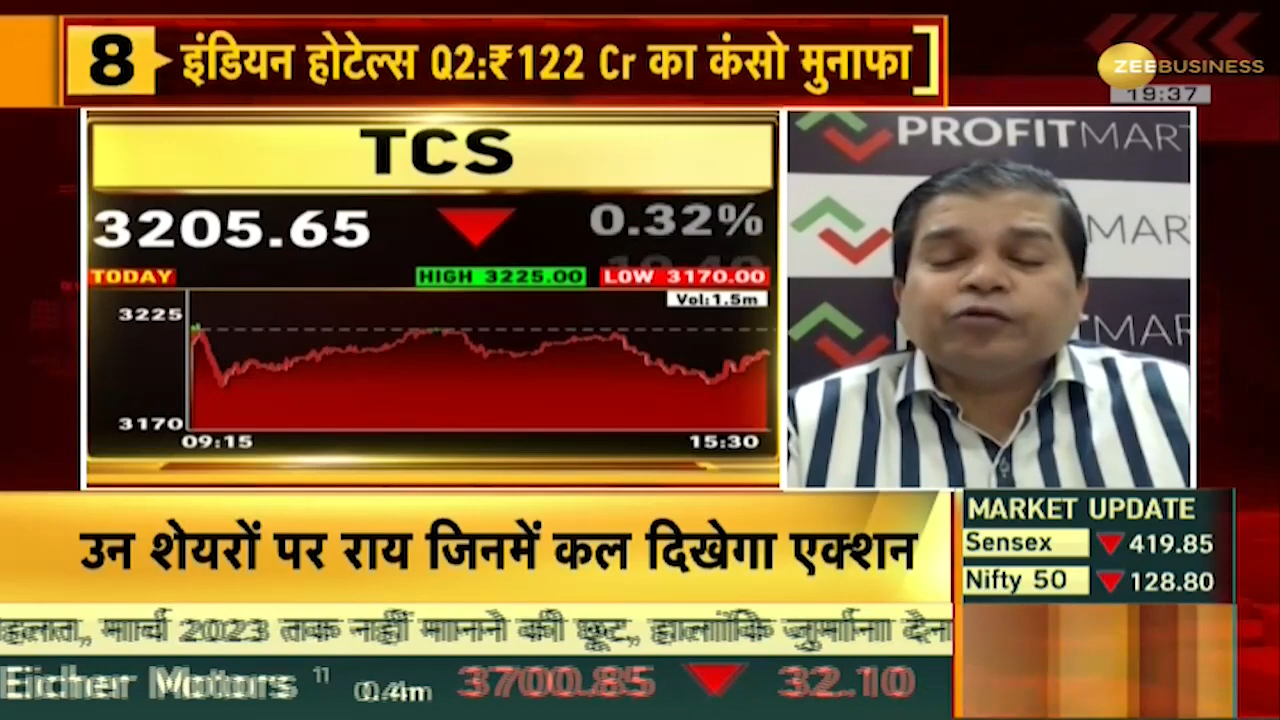 8 इंडियन होटेल्स Q2:₹122 Cr का कंसो मुनाफा
ZEEBUSINESS
19:37
TCS
3205.65 0.32%
TODAY HIGH 3225.00 LOW 3170.00
Vol:1.5m
3225
3170
09:15 15:30
PROFITMART
MAR
MAR
उन शेयरों पर राय जिनमें कल दिखेगा एक्शन
MARKET UPDATE
Sensex 419.85
Nifty 50 128.80
मार्च 2023 तक नहीं मानने की छूट, हालांकि जुर्माना देना
Eicher Motors 11 0.4m 3700.85 32.10